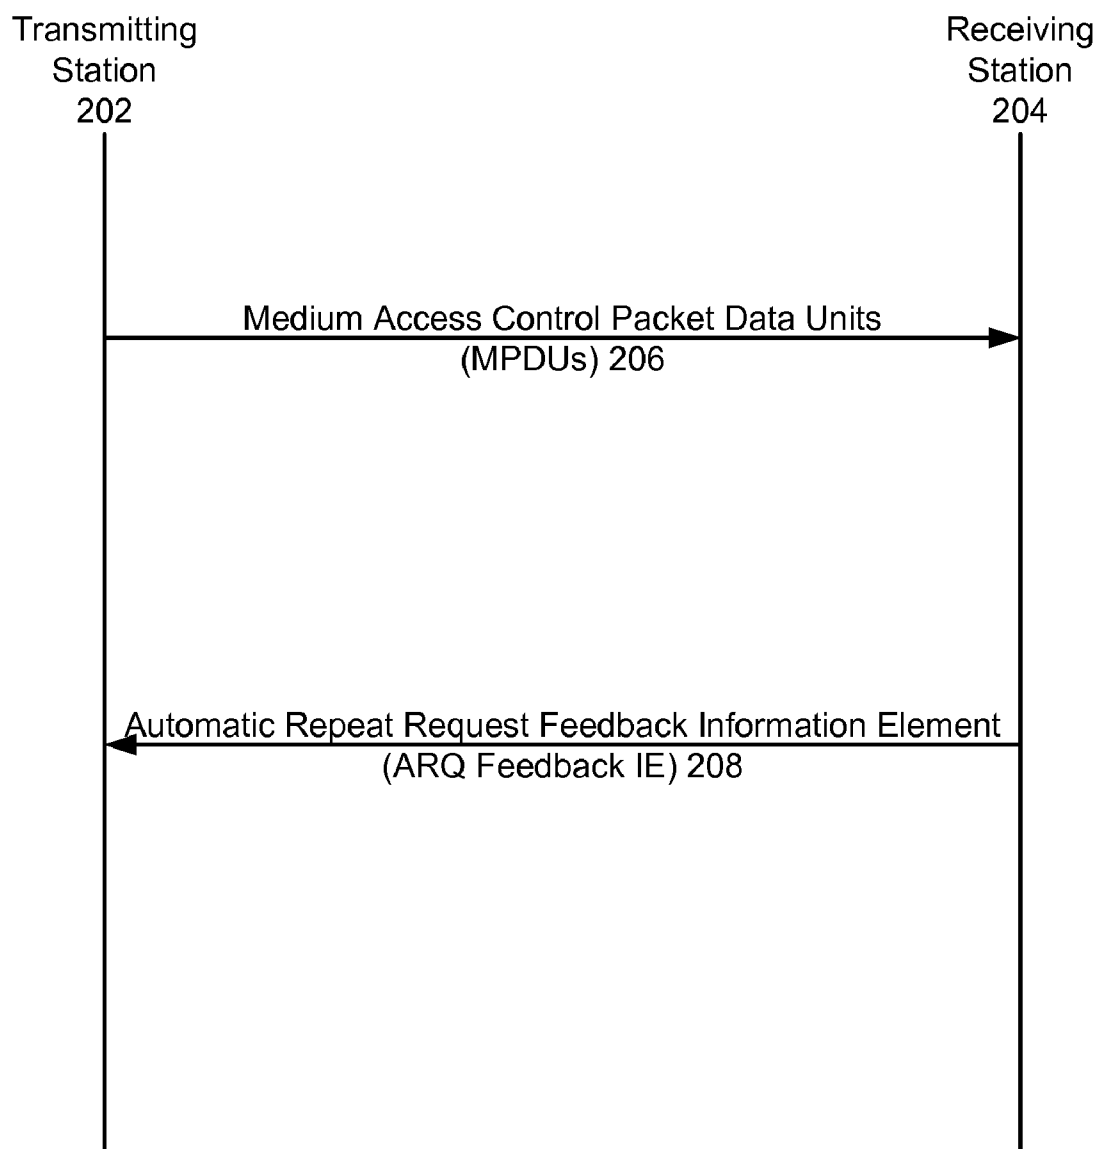 Transmitting
Station
202
Receiving
Station
204
Medium Access Control Packet Data Units
(MPDUs) 206
Automatic Repeat Request Feedback Information Element
(ARQ Feedback IE) 208